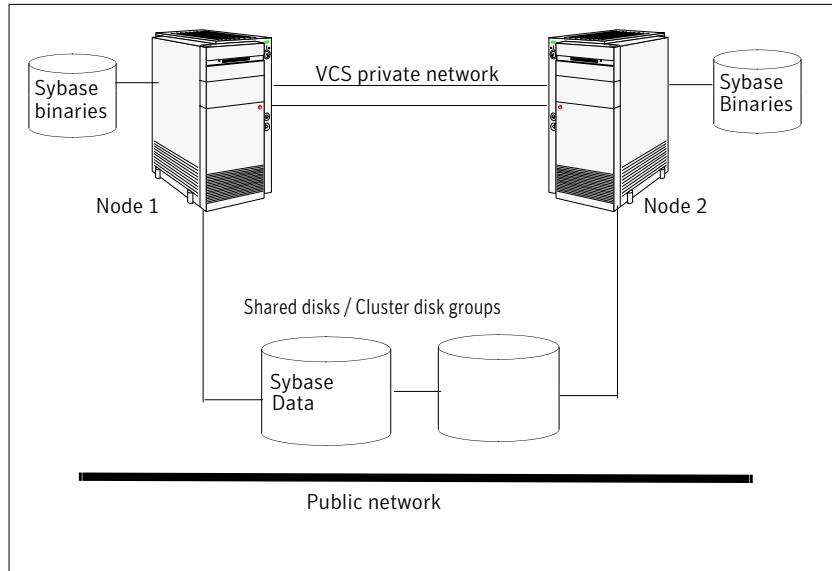 VCS private network
Sybase
binaries
Sybase
Binaries
Node 1
Node 2
Shared disks / Cluster disk groups
Sybase
Data
Public network